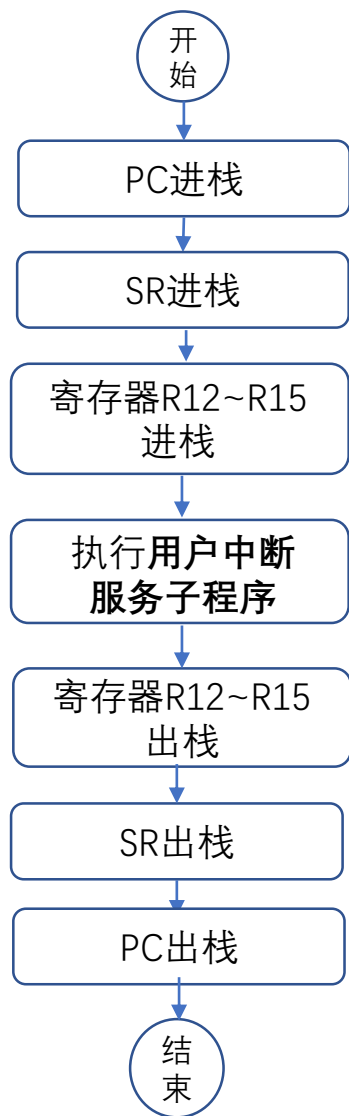 开
始
PC进栈
SR进栈
寄存器R12~R15
进栈
执行用户中断
服务子程序
寄存器R12~R15
出栈
SR出栈
PC出栈
结
束